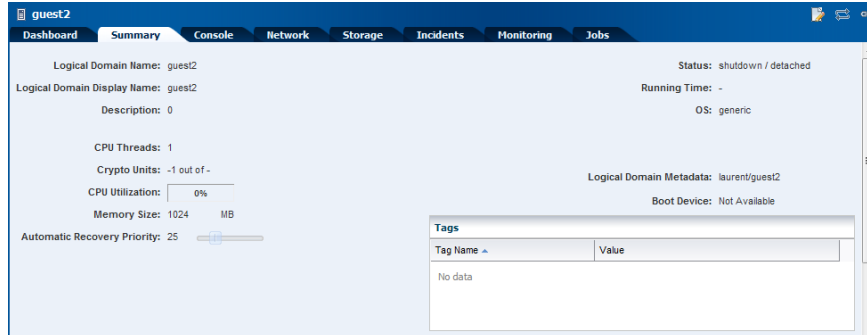 guest2
Dashboard Summary Console Network Storage Incidents Monitoring Jobs
Logical Domain Name: guest2
Logical Domain Display Name: guest2
Description: 0
CPU Threads: 1
Crypto Units: -1 out of -
CPU Utilization: 0%
Memory Size: 1024 MB
Automatic Recovery Priority: 25
Status: shutdown / detached
Running Time: -
OS: generic
Logical Domain Metadata: laurent/guest2
Boot Device: Not Available
Tags
Tag Name Value
No data